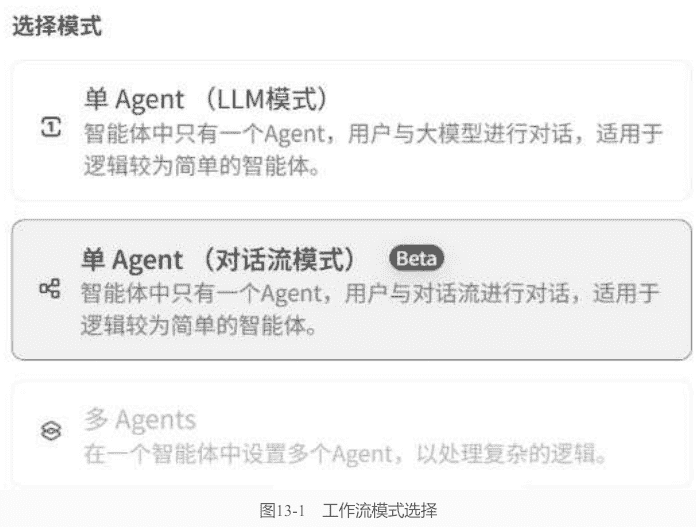 选择模式
单 Agent （LLM模式）
智能体中只有一个Agent，用户与大模型进行对话，适用于
逻辑较为简单的智能体。
单 Agent （对话流模式） Beta
智能体中只有一个Agent，用户与对话流进行对话，适用于
逻辑较为简单的智能体。
多 Agents
在一个智能体中设置多个Agent，以处理复杂的逻辑。
图13-1　工作流模式选择